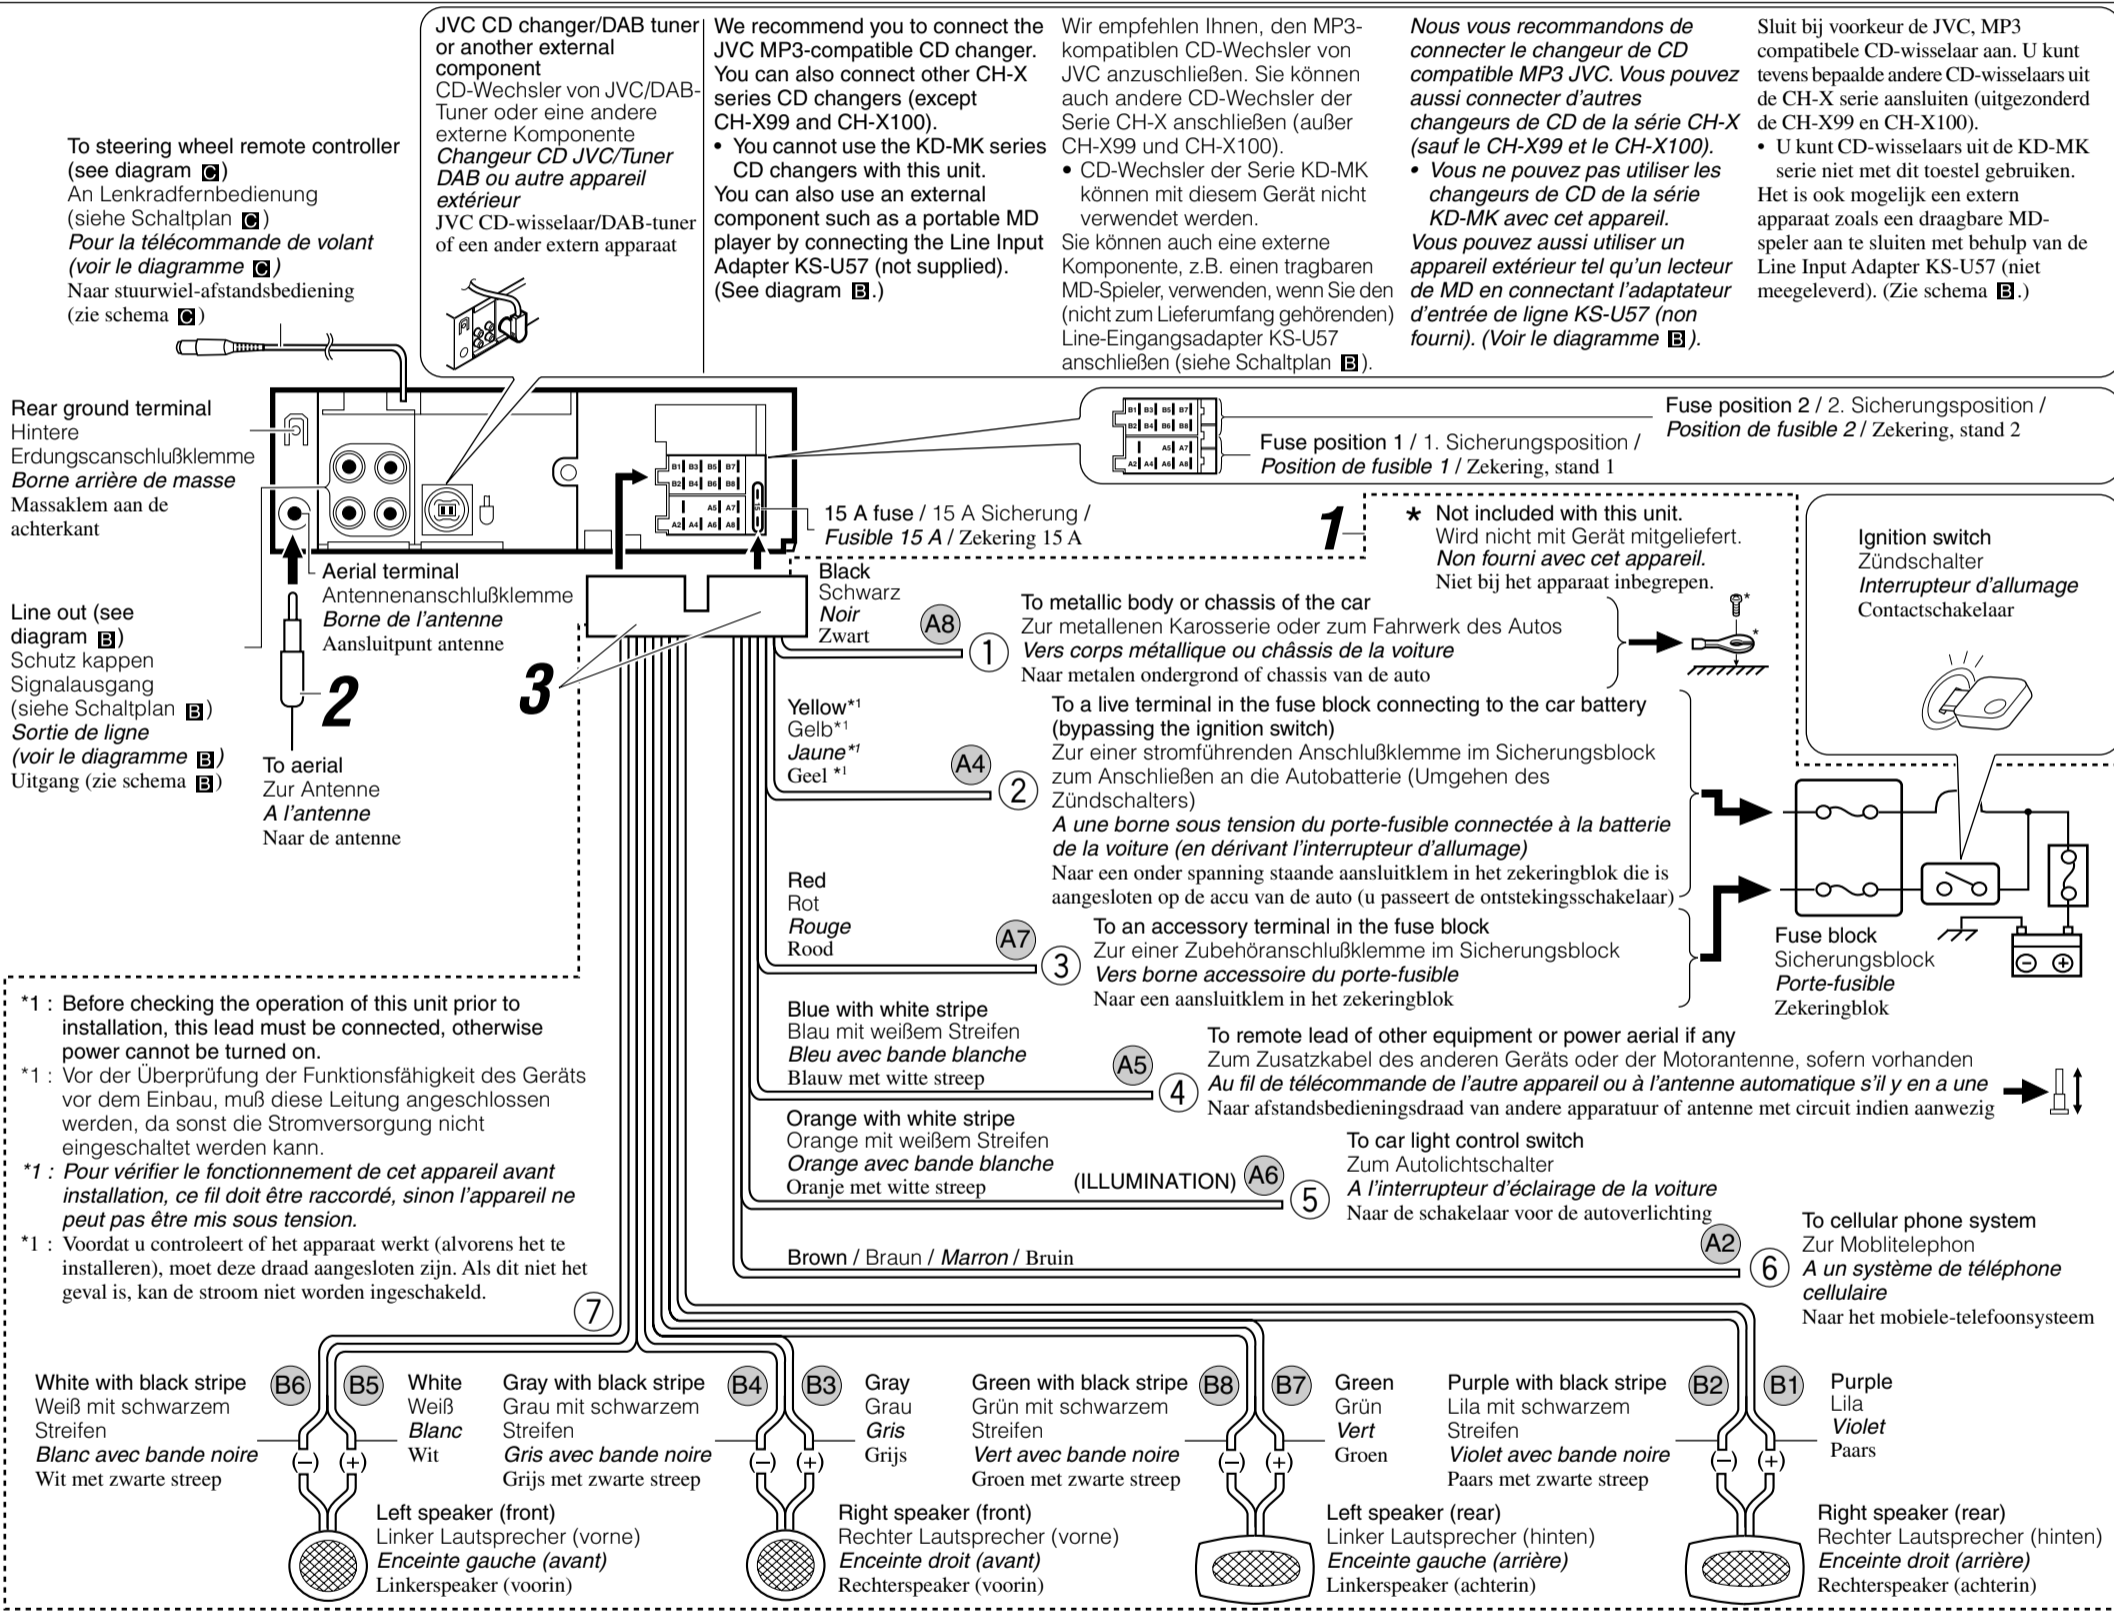 JVC CD changer/DAB tuner
or another external
component
CD-Wechsler von JVC/DAB-
Tuner oder eine andere
externe Komponente
Changeur CD JVC/Tuner
DAB ou autre appareil
extérieur
JVC CD-wisselaar/DAB-tuner
of een ander extern apparaat
We recommend you to connect the
JVC MP3-compatible CD changer.
You can also connect other CH-X
series CD changers (except
CH-X99 and CH-X100).
• You cannot use the KD-MK series
CD changers with this unit.
You can also use an external
component such as a portable MD
player by connecting the Line Input
Adapter KS-U57 (not supplied).
(See diagram B.)
Wir empfehlen Ihnen, den MP3-
kompatiblen CD-Wechsler von
JVC anzuschließen. Sie können
auch andere CD-Wechsler der
Serie CH-X anschließen (außer
CH-X99 und CH-X100).
• CD-Wechsler der Serie KD-MK
können mit diesem Gerät nicht
verwendet werden.
Sie können auch eine externe
Komponente, z.B. einen tragbaren
MD-Spieler, verwenden, wenn Sie den
(nicht zum Lieferumfang gehörenden)
Line-Eingangsadapter KS-U57
anschließen (siehe Schaltplan B).
Nous vous recommandons de
connecter le changeur de CD
compatible MP3 JVC. Vous pouvez
aussi connecter d'autres
changeurs de CD de la série CH-X
(sauf le CH-X99 et le CH-X100).
• Vous ne pouvez pas utiliser les
changeurs de CD de la série
KD-MK avec cet appareil.
Vous pouvez aussi utiliser un
appareil extérieur tel qu'un lecteur
de MD en connectant l'adaptateur
d'entrée de ligne KS-U57 (non
fourni). (Voir le diagramme B).
Sluit bij voorkeur de JVC, MP3
compatibele CD-wisselaar aan. U kunt
tevens bepaalde andere CD-wisselaars uit
de CH-X serie aansluiten (uitgezonderd
de CH-X99 en CH-X100).
• U kunt CD-wisselaars uit de KD-MK
serie niet met dit toestel gebruiken.
Het is ook mogelijk een extern
apparaat zoals een draagbare MD-
speler aan te sluiten met behulp van de
Line Input Adapter KS-U57 (niet
meegeleverd). (Zie schema B.)
To steering wheel remote controller
(see diagram C)
An Lenkradfernbedienung
(siehe Schaltplan C)
Pour la télécommande de volant
(voir le diagramme C)
Naar stuurwiel-afstandsbediening
(zie schema C)
Rear ground terminal
Hintere
Erdungscanschlußklemme
Borne arrière de masse
Massaklem aan de
achterkant
B1 B3 B5 B7
B2 B4 B6 B8
A5 A7
A2 A4 A6 A8
15
B1 B3 B5 B7
B2 B4 B6 B8
A5 A7
A2 A4 A6 A8
Fuse position 2 / 2. Sicherungsposition /
Position de fusible 2 / Zekering, stand 2
Fuse position 1 / 1. Sicherungsposition /
Position de fusible 1 / Zekering, stand 1
15 A fuse / 15 A Sicherung /
Fusible 15 A / Zekering 15 A
1
* Not included with this unit.
Wird nicht mit Gerät mitgeliefert.
Non fourni avec cet appareil.
Niet bij het apparaat inbegrepen.
Ignition switch
Zündschalter
Interrupteur d'allumage
Contactschakelaar
Line out (see
diagram B)
Schutz kappen
Signalausgang
(siehe Schaltplan B)
Sortie de ligne
(voir le diagramme B)
Uitgang (zie schema B)
Aerial terminal
Antennenanschlußklemme
Borne de l'antenne
Aansluitpunt antenne
2
To aerial
Zur Antenne
A l'antenne
Naar de antenne
3
Black
Schwarz
Noir
Zwart
A8
1
To metallic body or chassis of the car
Zur metallenen Karosserie oder zum Fahrwerk des Autos
Vers corps métallique ou châssis de la voiture
Naar metalen ondergrond of chassis van de auto
*
*
Yellow*1
Gelb*1
Jaune*1
Geel *1
A4
2
To a live terminal in the fuse block connecting to the car battery
(bypassing the ignition switch)
Zur einer stromführenden Anschlußklemme im Sicherungsblock
zum Anschließen an die Autobatterie (Umgehen des
Zündschalters)
A une borne sous tension du porte-fusible connectée à la batterie
de la voiture (en dérivant l'interrupteur d'allumage)
Naar een onder spanning staande aansluitklem in het zekeringblok die is
aangesloten op de accu van de auto (u passeert de ontstekingsschakelaar)
Red
Rot
Rouge
Rood
A7
3
To an accessory terminal in the fuse block
Zur einer Zubehöranschlußklemme im Sicherungsblock
Vers borne accessoire du porte-fusible
Naar een aansluitklem in het zekeringblok
Fuse block
Sicherungsblock
Porte-fusible
Zekeringblok
*1 : Before checking the operation of this unit prior to
installation, this lead must be connected, otherwise
power cannot be turned on.
*1 : Vor der Überprüfung der Funktionsfähigkeit des Geräts
vor dem Einbau, muß diese Leitung angeschlossen
werden, da sonst die Stromversorgung nicht
eingeschaltet werden kann.
*1 : Pour vérifier le fonctionnement de cet appareil avant
installation, ce fil doit être raccordé, sinon l'appareil ne
peut pas être mis sous tension.
*1 : Voordat u controleert of het apparaat werkt (alvorens het te
installeren), moet deze draad aangesloten zijn. Als dit niet het
geval is, kan de stroom niet worden ingeschakeld.
Blue with white stripe
Blau mit weißem Streifen
Bleu avec bande blanche
Blauw met witte streep
A5
4
To remote lead of other equipment or power aerial if any
Zum Zusatzkabel des anderen Geräts oder der Motorantenne, sofern vorhanden
Au fil de télécommande de l'autre appareil ou à l'antenne automatique s'il y en a une
Naar afstandsbedieningsdraad van andere apparatuur of antenne met circuit indien aanwezig
Orange with white stripe
Orange mit weißem Streifen
Orange avec bande blanche
Oranje met witte streep
(ILLUMINATION)
A6
5
To car light control switch
Zum Autolichtschalter
A l'interrupteur d'éclairage de la voiture
Naar de schakelaar voor de autoverlichting
Brown / Braun / Marron / Bruin
A2
6
To cellular phone system
Zur Moblitelephon
A un système de téléphone
cellulaire
Naar het mobiele-telefoonsysteem
7
White with black stripe
Weiß mit schwarzem
Streifen
Blanc avec bande noire
Wit met zwarte streep
B6
B5
White
Weiß
Blanc
Wit
(−) (+)
Left speaker (front)
Linker Lautsprecher (vorne)
Enceinte gauche (avant)
Linkerspeaker (voorin)
Gray with black stripe
Grau mit schwarzem
Streifen
Gris avec bande noire
Grijs met zwarte streep
B4
B3
Gray
Grau
Gris
Grijs
(−) (+)
Right speaker (front)
Rechter Lautsprecher (vorne)
Enceinte droit (avant)
Rechterspeaker (voorin)
Green with black stripe
Grün mit schwarzem
Streifen
Vert avec bande noire
Groen met zwarte streep
B8
B7
Green
Grün
Vert
Groen
(−) (+)
Left speaker (rear)
Linker Lautsprecher (hinten)
Enceinte gauche (arrière)
Linkerspeaker (achterin)
Purple with black stripe
Lila mit schwarzem
Streifen
Violet avec bande noire
Paars met zwarte streep
B2
B1
Purple
Lila
Violet
Paars
(−) (+)
Right speaker (rear)
Rechter Lautsprecher (hinten)
Enceinte droit (arrière)
Rechterspeaker (achterin)